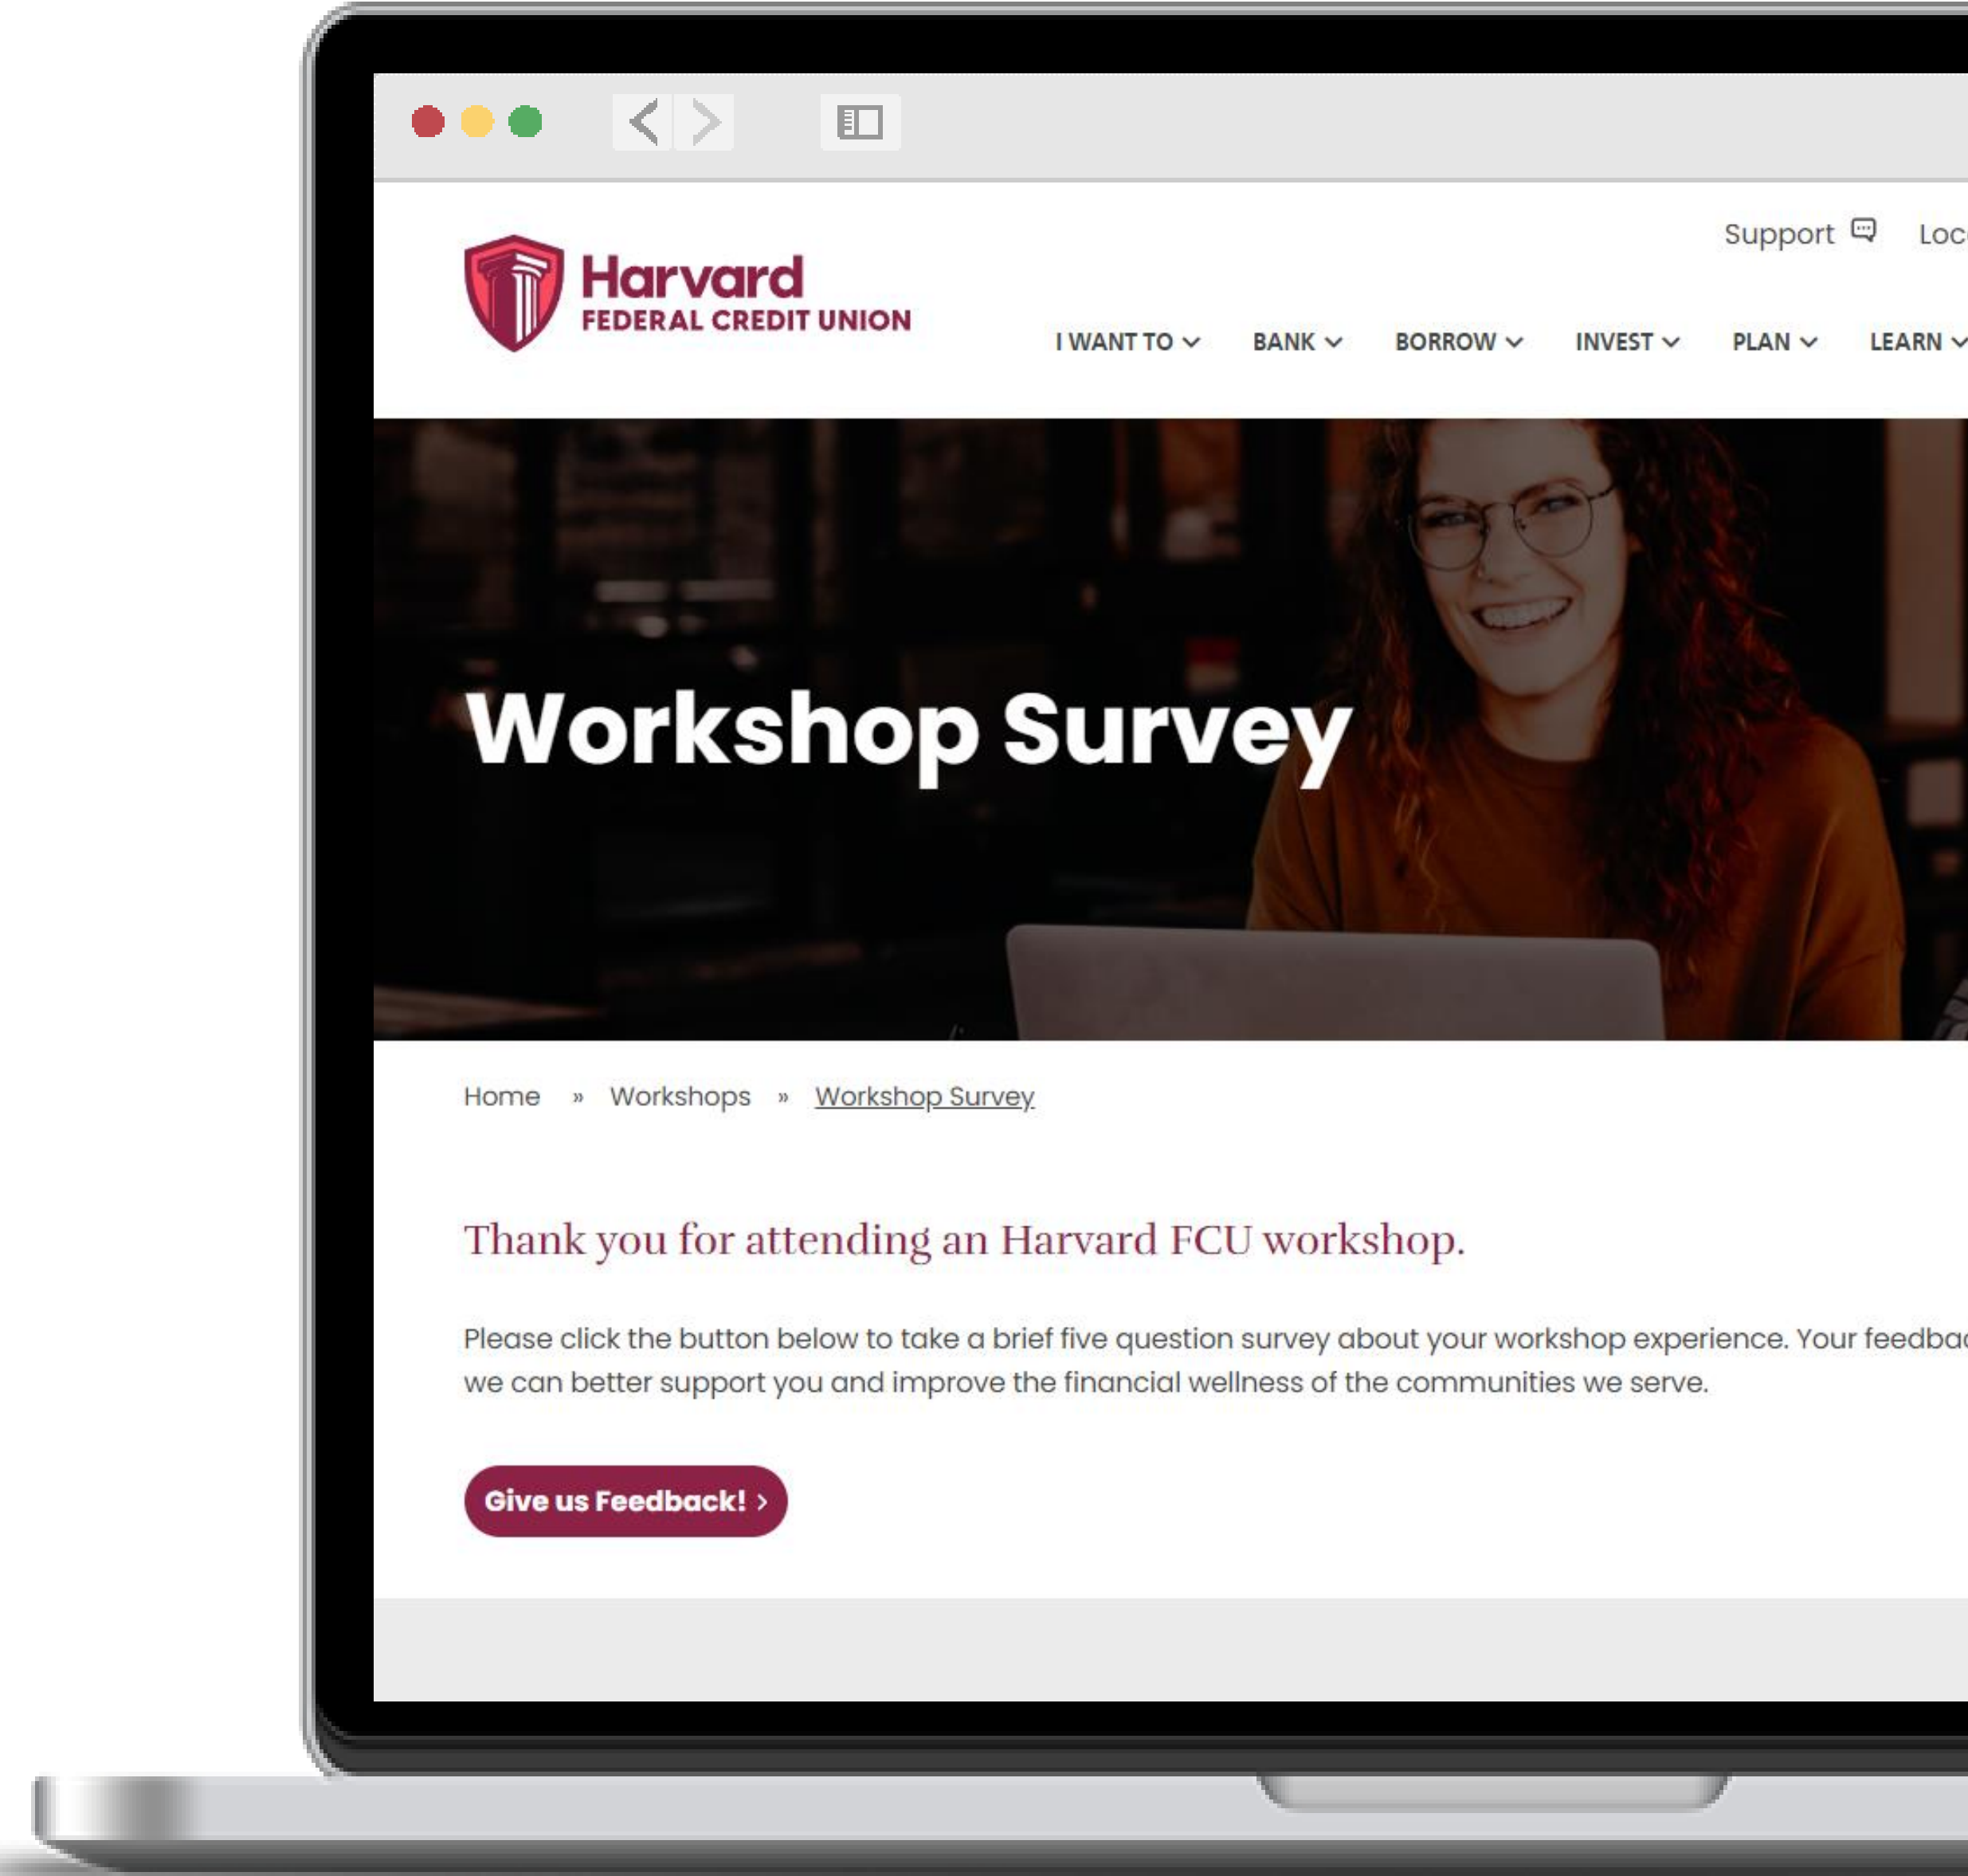 Support
Harvard
FEDERAL CREDIT UNION
I WANT TO BANK BORROW INVEST PLAN LEARN
Workshop Survey
Home » Workshops » Workshop Survey
Thank you for attending an Harvard FCU workshop.
Please click the button below to take a brief five question survey about your workshop experience. Your
we can better support you and improve the financial wellness of the communities we serve.
Give us Feedback! >